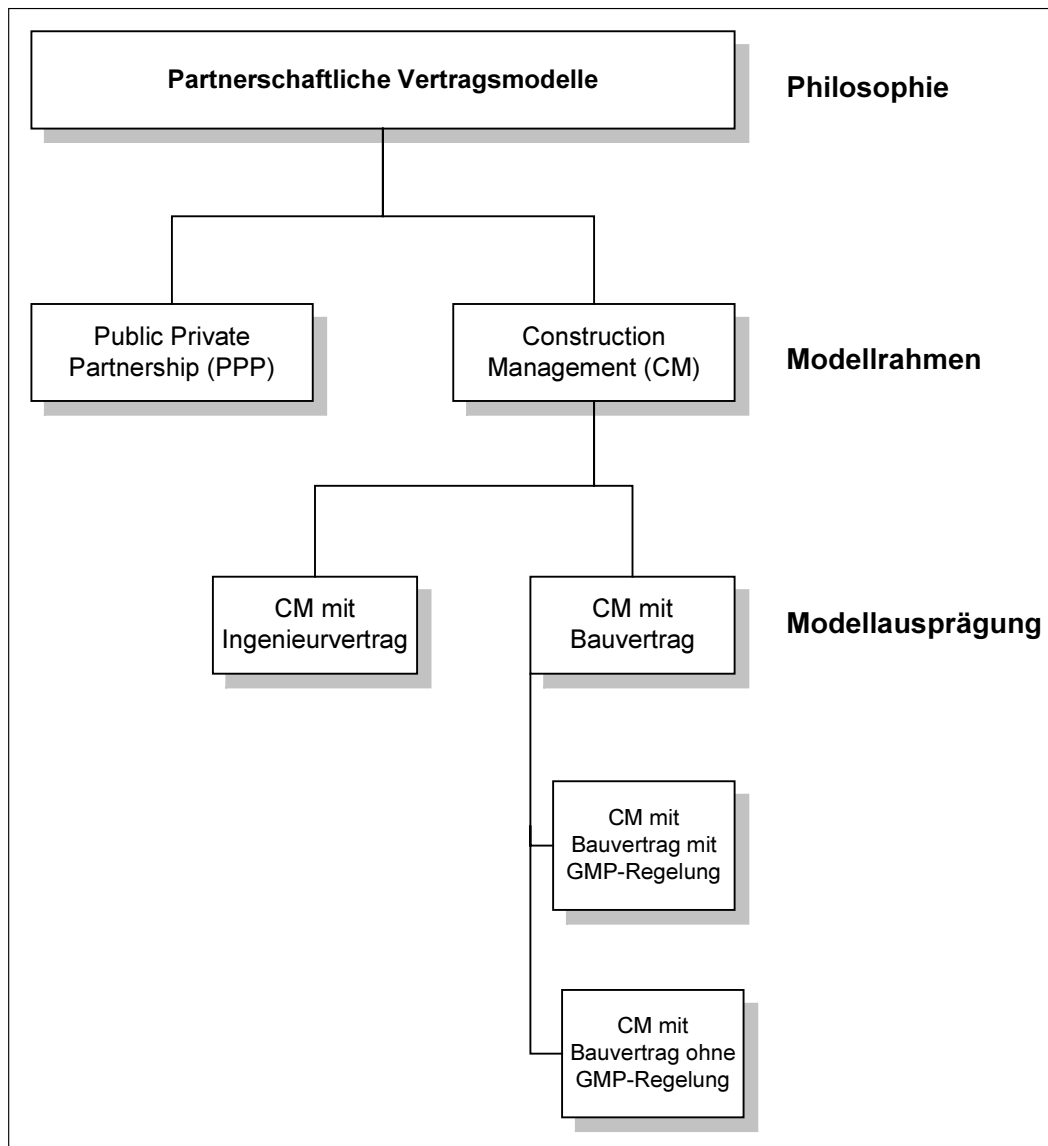 Partnerschaftliche Vertragsmodelle
Philosophie
Public Private
Partnership (PPP)
Construction
Management (CM)
Modellrahmen
CM mit
Ingenieurvertrag
CM mit
Bauvertrag
Modellausprägung
CM mit
Bauvertrag mit
GMP-Regelung
CM mit
Bauvertrag ohne
GMP-Regelung